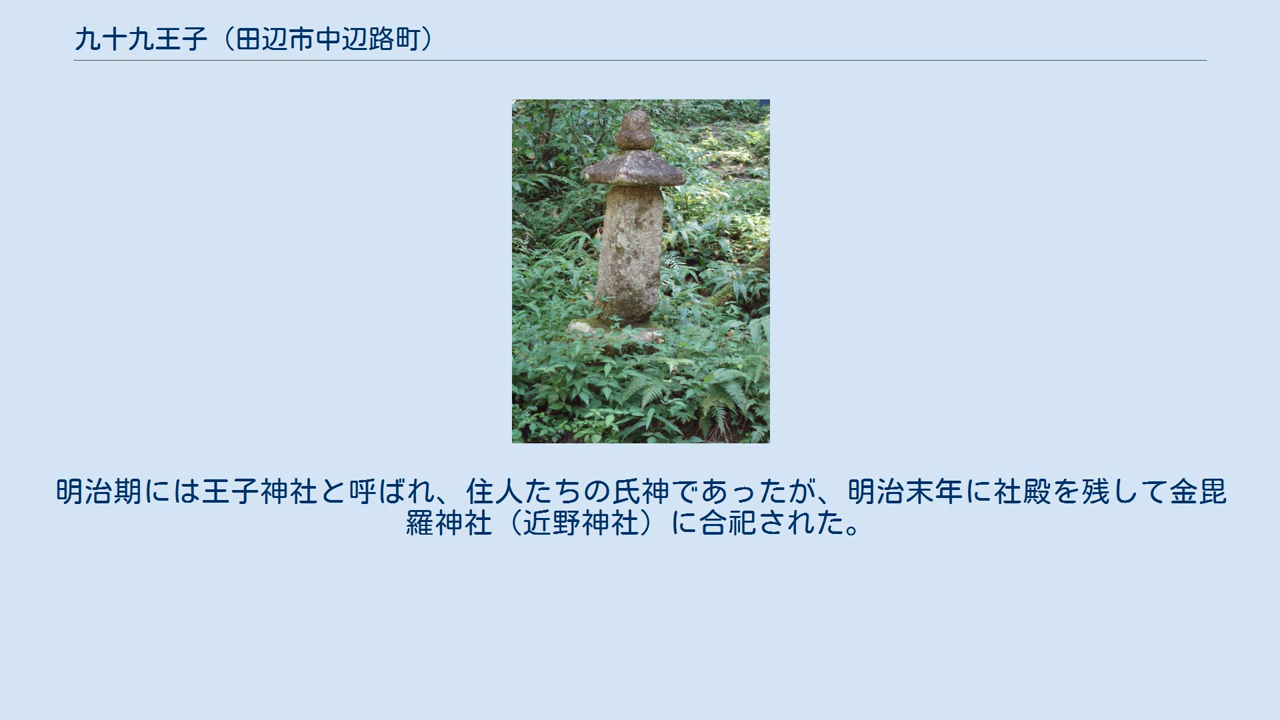 九十九王子（田辺市中辺路町）
明治期には王子神社と呼ばれ、住人たちの氏神であったが、明治末年に社殿を残して金毘
羅神社（近野神社）に合祀された。